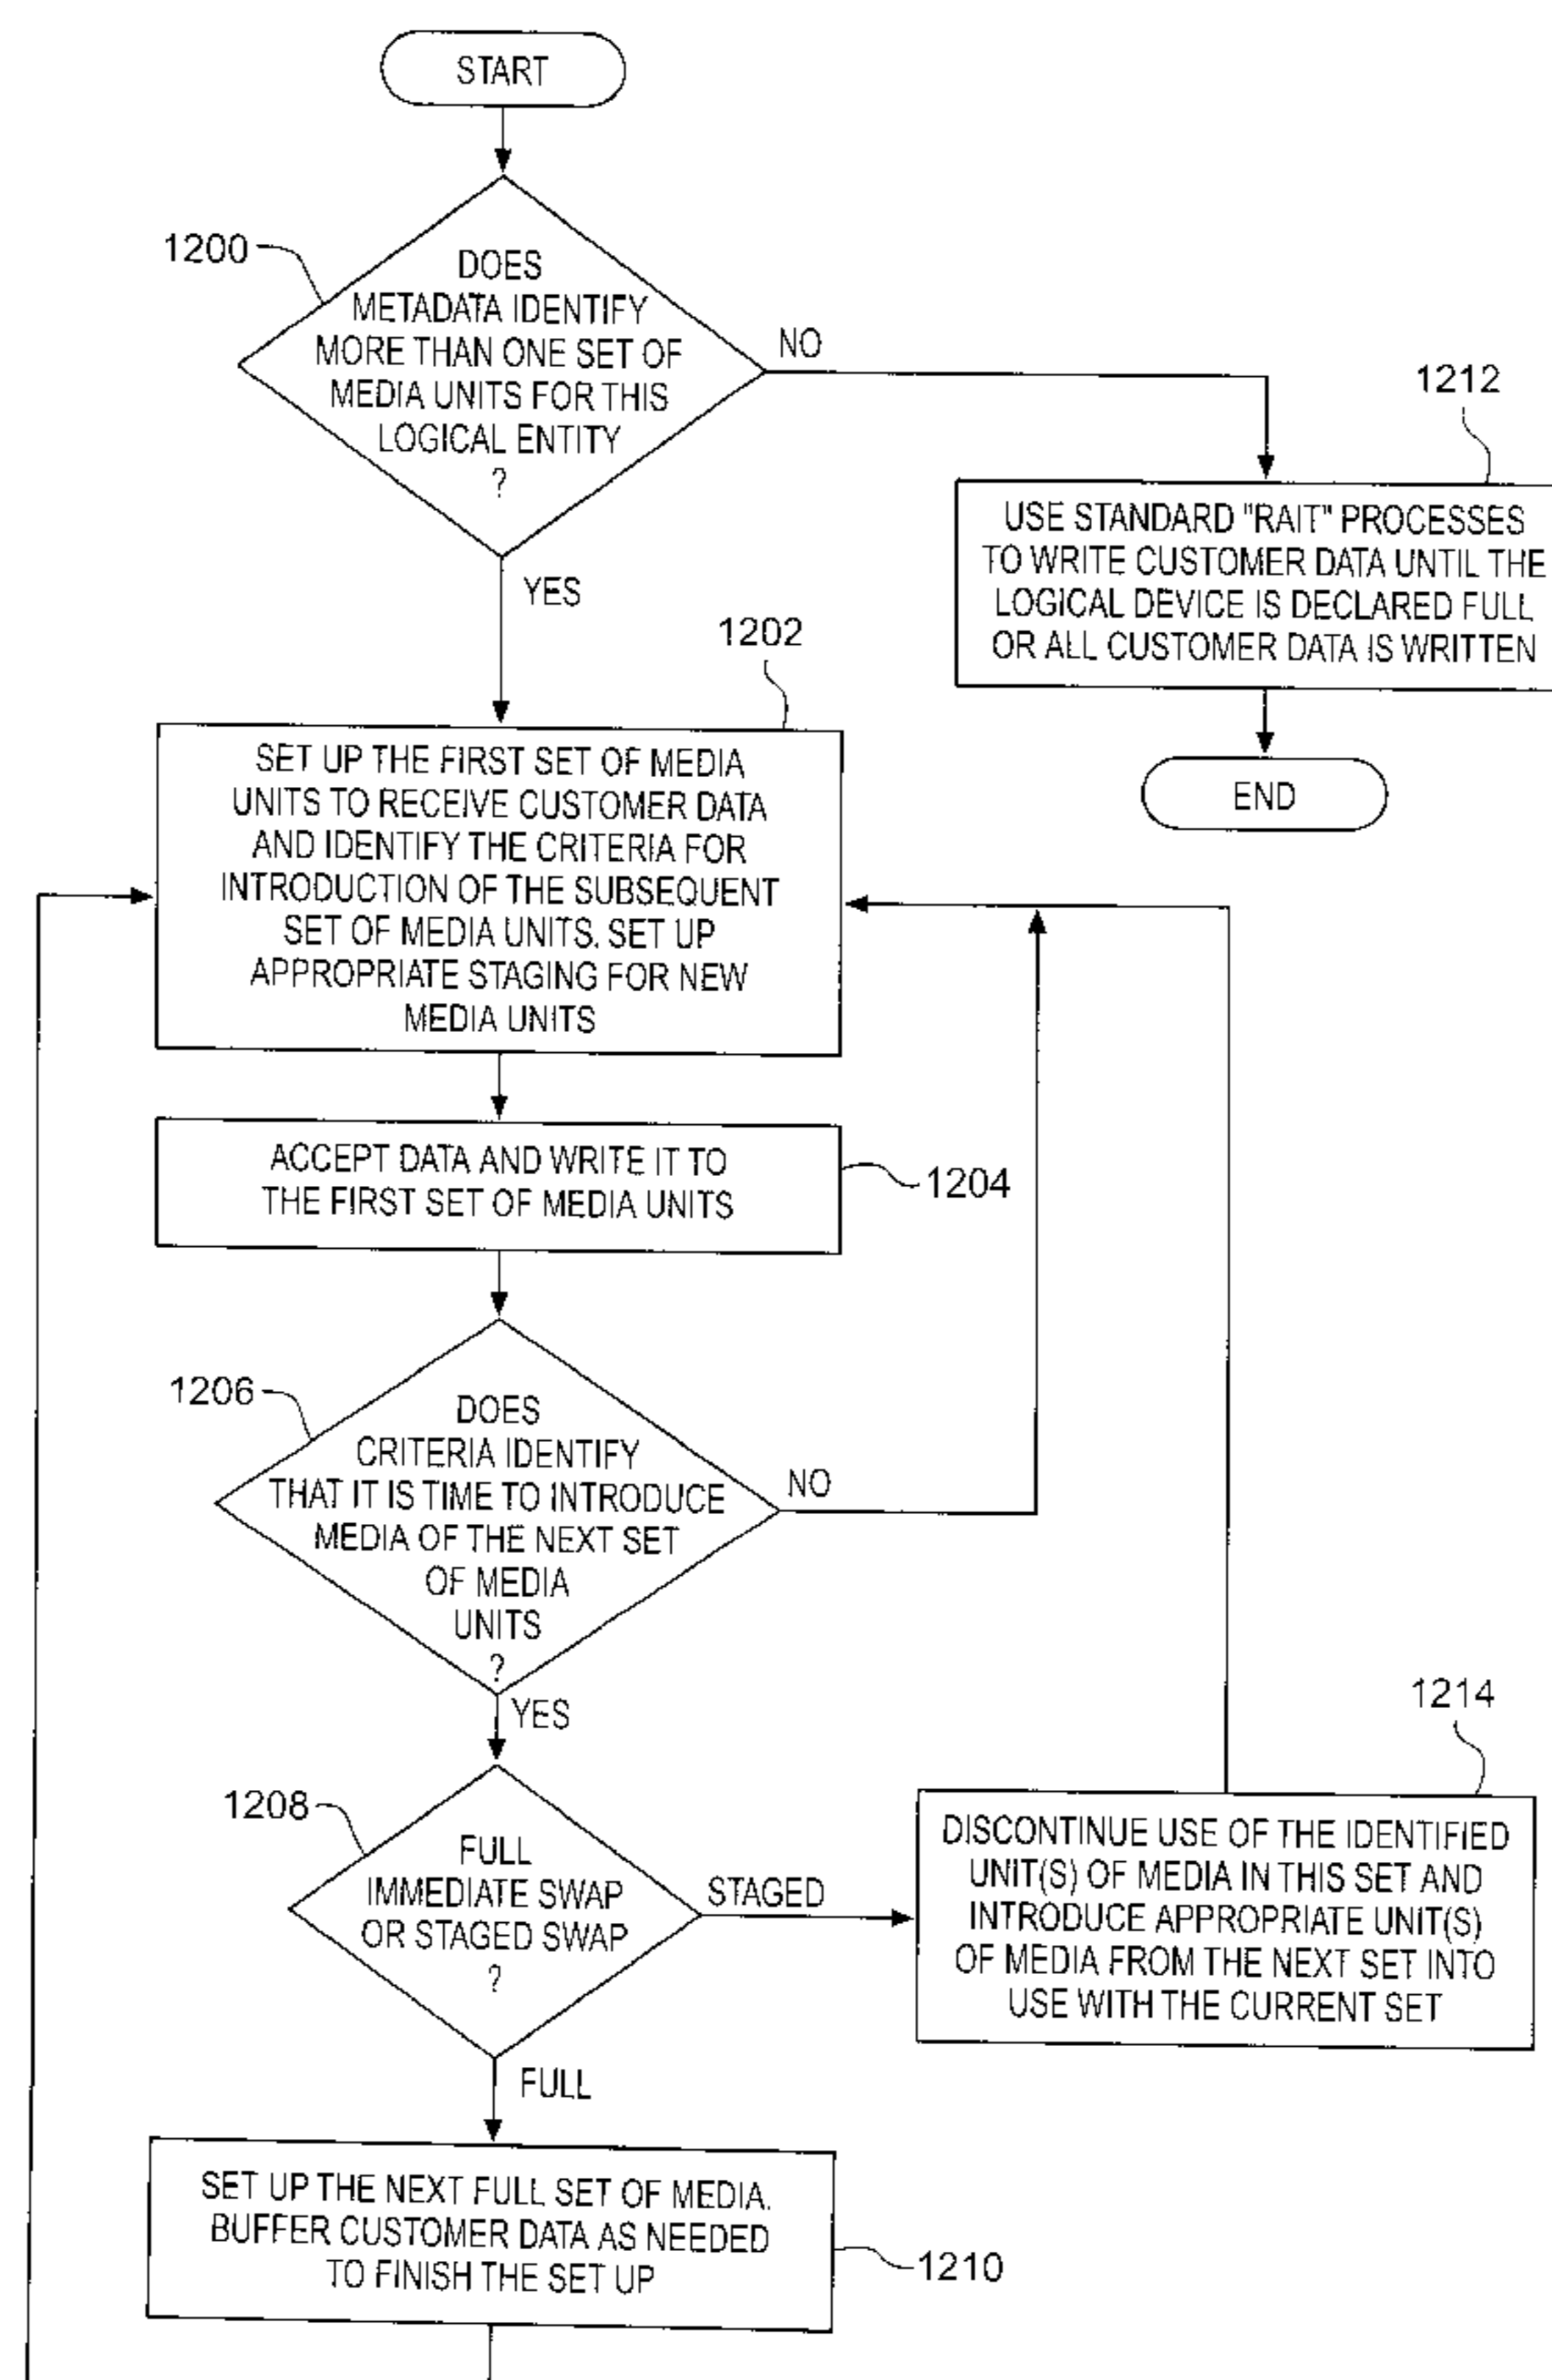 START
1200
DOES
METADATA IDENTIFY
MORE THAN ONE SET OF
MEDIA UNITS FOR THIS
LOGICAL ENTITY
?
NO
YES
1212
USE STANDARD "RAIT" PROCESSES
TO WRITE CUSTOMER DATA UNTIL THE
LOGICAL DEVICE IS DECLARED FULL
OR ALL CUSTOMER DATA IS WRITTEN
END
1202
SET UP THE FIRST SET OF MEDIA
UNITS TO RECEIVE CUSTOMER DATA
AND IDENTIFY THE CRITERIA FOR
INTRODUCTION OF THE SUBSEQUENT
SET OF MEDIA UNITS. SET UP
APPROPRIATE STAGING FOR NEW
MEDIA UNITS
ACCEPT DATA AND WRITE IT TO
THE FIRST SET OF MEDIA UNITS
1204
1206
DOES
CRITERIA IDENTIFY
THAT IT IS TIME TO INTRODUCE
MEDIA OF THE NEXT SET
OF MEDIA
UNITS
?
NO
YES
1208
FULL
IMMEDIATE SWAP
OR STAGED SWAP
?
STAGED
FULL
1214
DISCONTINUE USE OF THE IDENTIFIED
UNIT(S) OF MEDIA IN THIS SET AND
INTRODUCE APPROPRIATE UNIT(S)
OF MEDIA FROM THE NEXT SET INTO
USE WITH THE CURRENT SET
SET UP THE NEXT FULL SET OF MEDIA.
BUFFER CUSTOMER DATA AS NEEDED
TO FINISH THE SET UP
1210